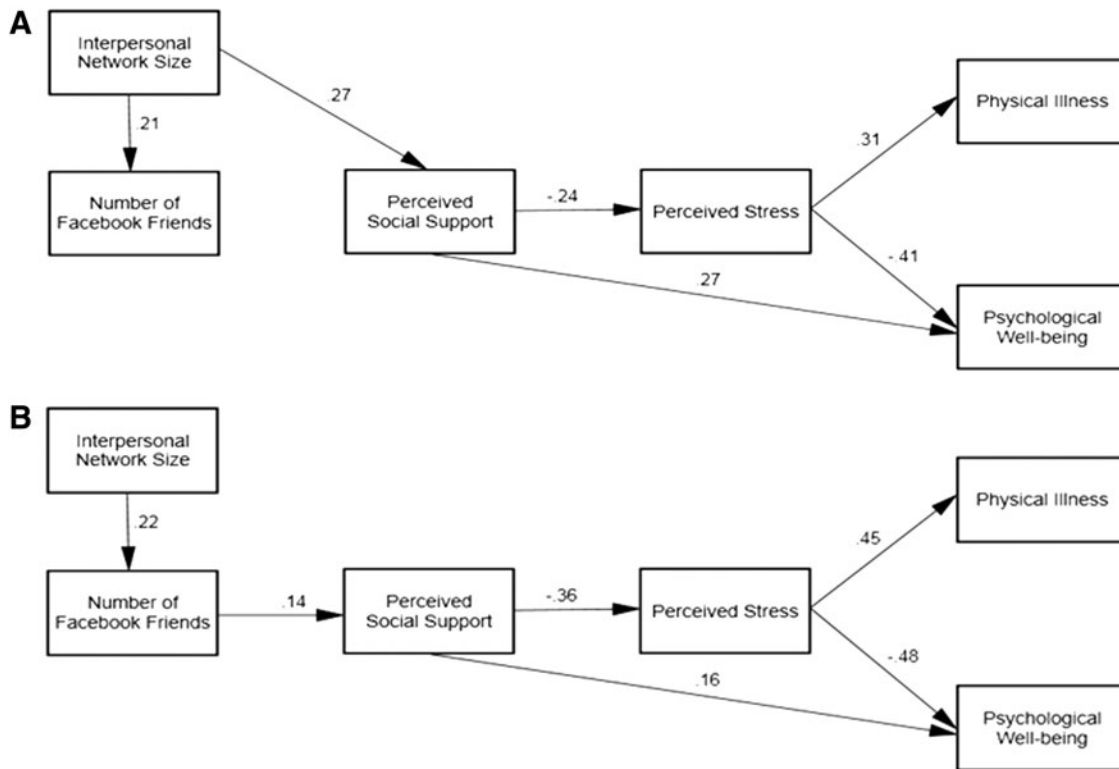 A
Interpersonal
Network Size
.21
.27
Number of
Facebook Friends
Perceived
Social Support
-.24
Perceived Stress
.31
Physical Illness
-.41
.27
Psychological
Well-being
B
Interpersonal
Network Size
.22
Number of
Facebook Friends
.14
Perceived
Social Support
-.36
Perceived Stress
.45
Physical Illness
-.48
.16
Psychological
Well-being